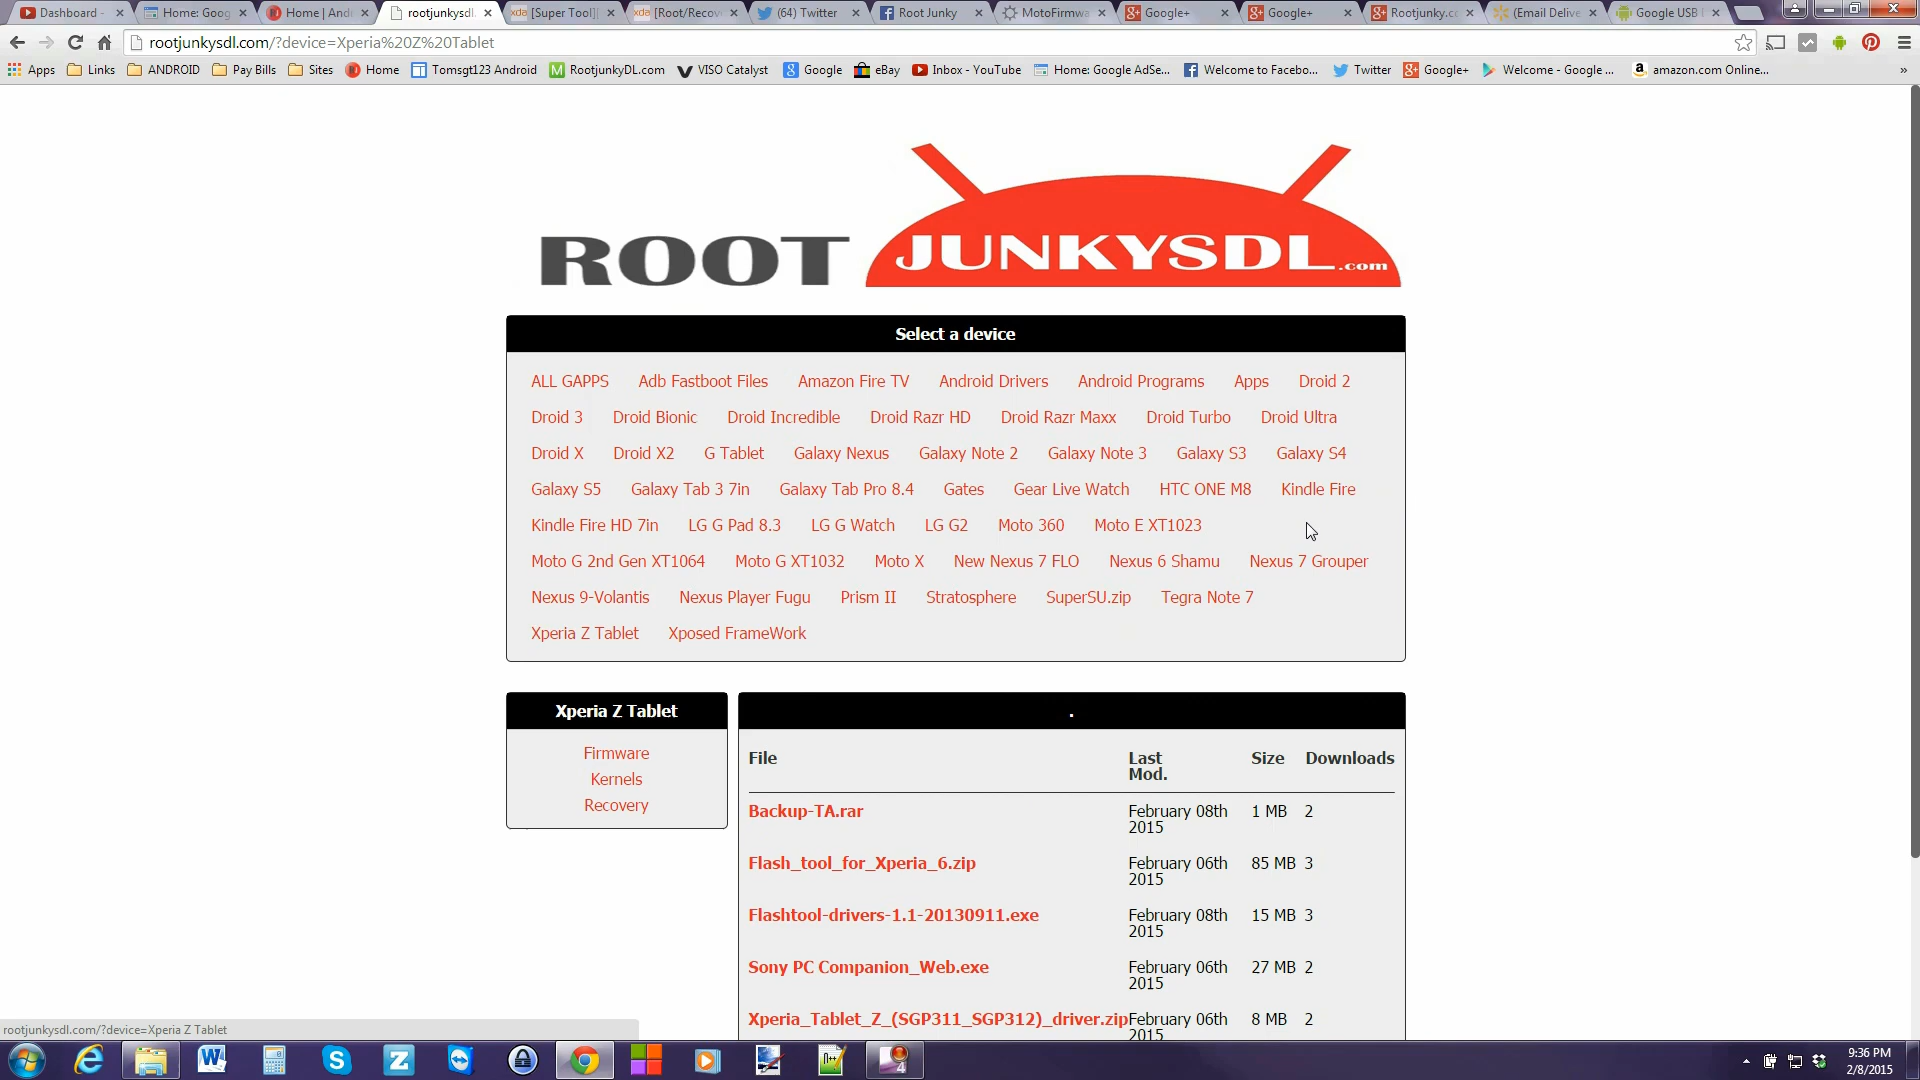 Dashboard -
Home: Goog
Home | And
rootjunkysdl.
[Super Tool]
[Root/Recov
(64) Twitter
Root Junky
MotoFirmwa
Google+
Google+
Rootjunky.c
(Email Delive
Google USB
rootjunkysdl.com/?device=Xperia%20Z%20Tablet
Apps Links ANDROID Pay Bills Sites Home Tomsgt123 Android RootjunkyDL.com VISO Catalyst Google eBay Inbox - YouTube Home: Google AdSe... Welcome to Facebo... Twitter Google+ Welcome - Google ... amazon.com Online... »
ROOT JUNKYSDL.com
Select a device
ALL GAPPS Adb Fastboot Files Amazon Fire TV Android Drivers Android Programs Apps Droid 2
Droid 3 Droid Bionic Droid Incredible Droid Razr HD Droid Razr Maxx Droid Turbo Droid Ultra
Droid X Droid X2 G Tablet Galaxy Nexus Galaxy Note 2 Galaxy Note 3 Galaxy S3 Galaxy S4
Galaxy S5 Galaxy Tab 3 7in Galaxy Tab Pro 8.4 Gates Gear Live Watch HTC ONE M8 Kindle Fire
Kindle Fire HD 7in LG G Pad 8.3 LG G Watch LG G2 Moto 360 Moto E XT1023
Moto G 2nd Gen XT1064 Moto G XT1032 Moto X New Nexus 7 FLO Nexus 6 Shamu Nexus 7 Grouper
Nexus 9-Volantis Nexus Player Fugu Prism II Stratosphere SuperSU.zip Tegra Note 7
Xperia Z Tablet Xposed FrameWork
Xperia Z Tablet
Firmware
Kernels
Recovery
.
File Last Mod. Size Downloads
Backup-TA.rar February 08th 2015 1 MB 2
Flash_tool_for_Xperia_6.zip February 06th 2015 85 MB 3
Flashtool-drivers-1.1-20130911.exe February 08th 2015 15 MB 3
Sony PC Companion_Web.exe February 06th 2015 27 MB 2
Xperia_Tablet_Z_(SGP311_SGP312)_driver.zip February 06th 2015 8 MB 2
rootjunkysdl.com/?device=Xperia Z Tablet
9:36 PM
2/8/2015